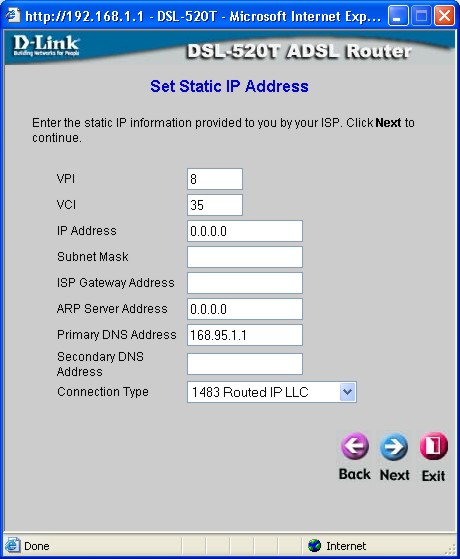 http://192.168.1.1 - DSL-520T - Microsoft Internet Exp...
D-Link
Building Networks for People
DSL-520T ADSL Router
Set Static IP Address
Enter the static IP information provided to you by your ISP. Click Next to
continue.
VPI 8
VCI 35
IP Address 0.0.0.0
Subnet Mask
ISP Gateway Address
ARP Server Address 0.0.0.0
Primary DNS Address 168.95.1.1
Secondary DNS
Address
Connection Type 1483 Routed IP LLC
Back Next Exit
Done Internet